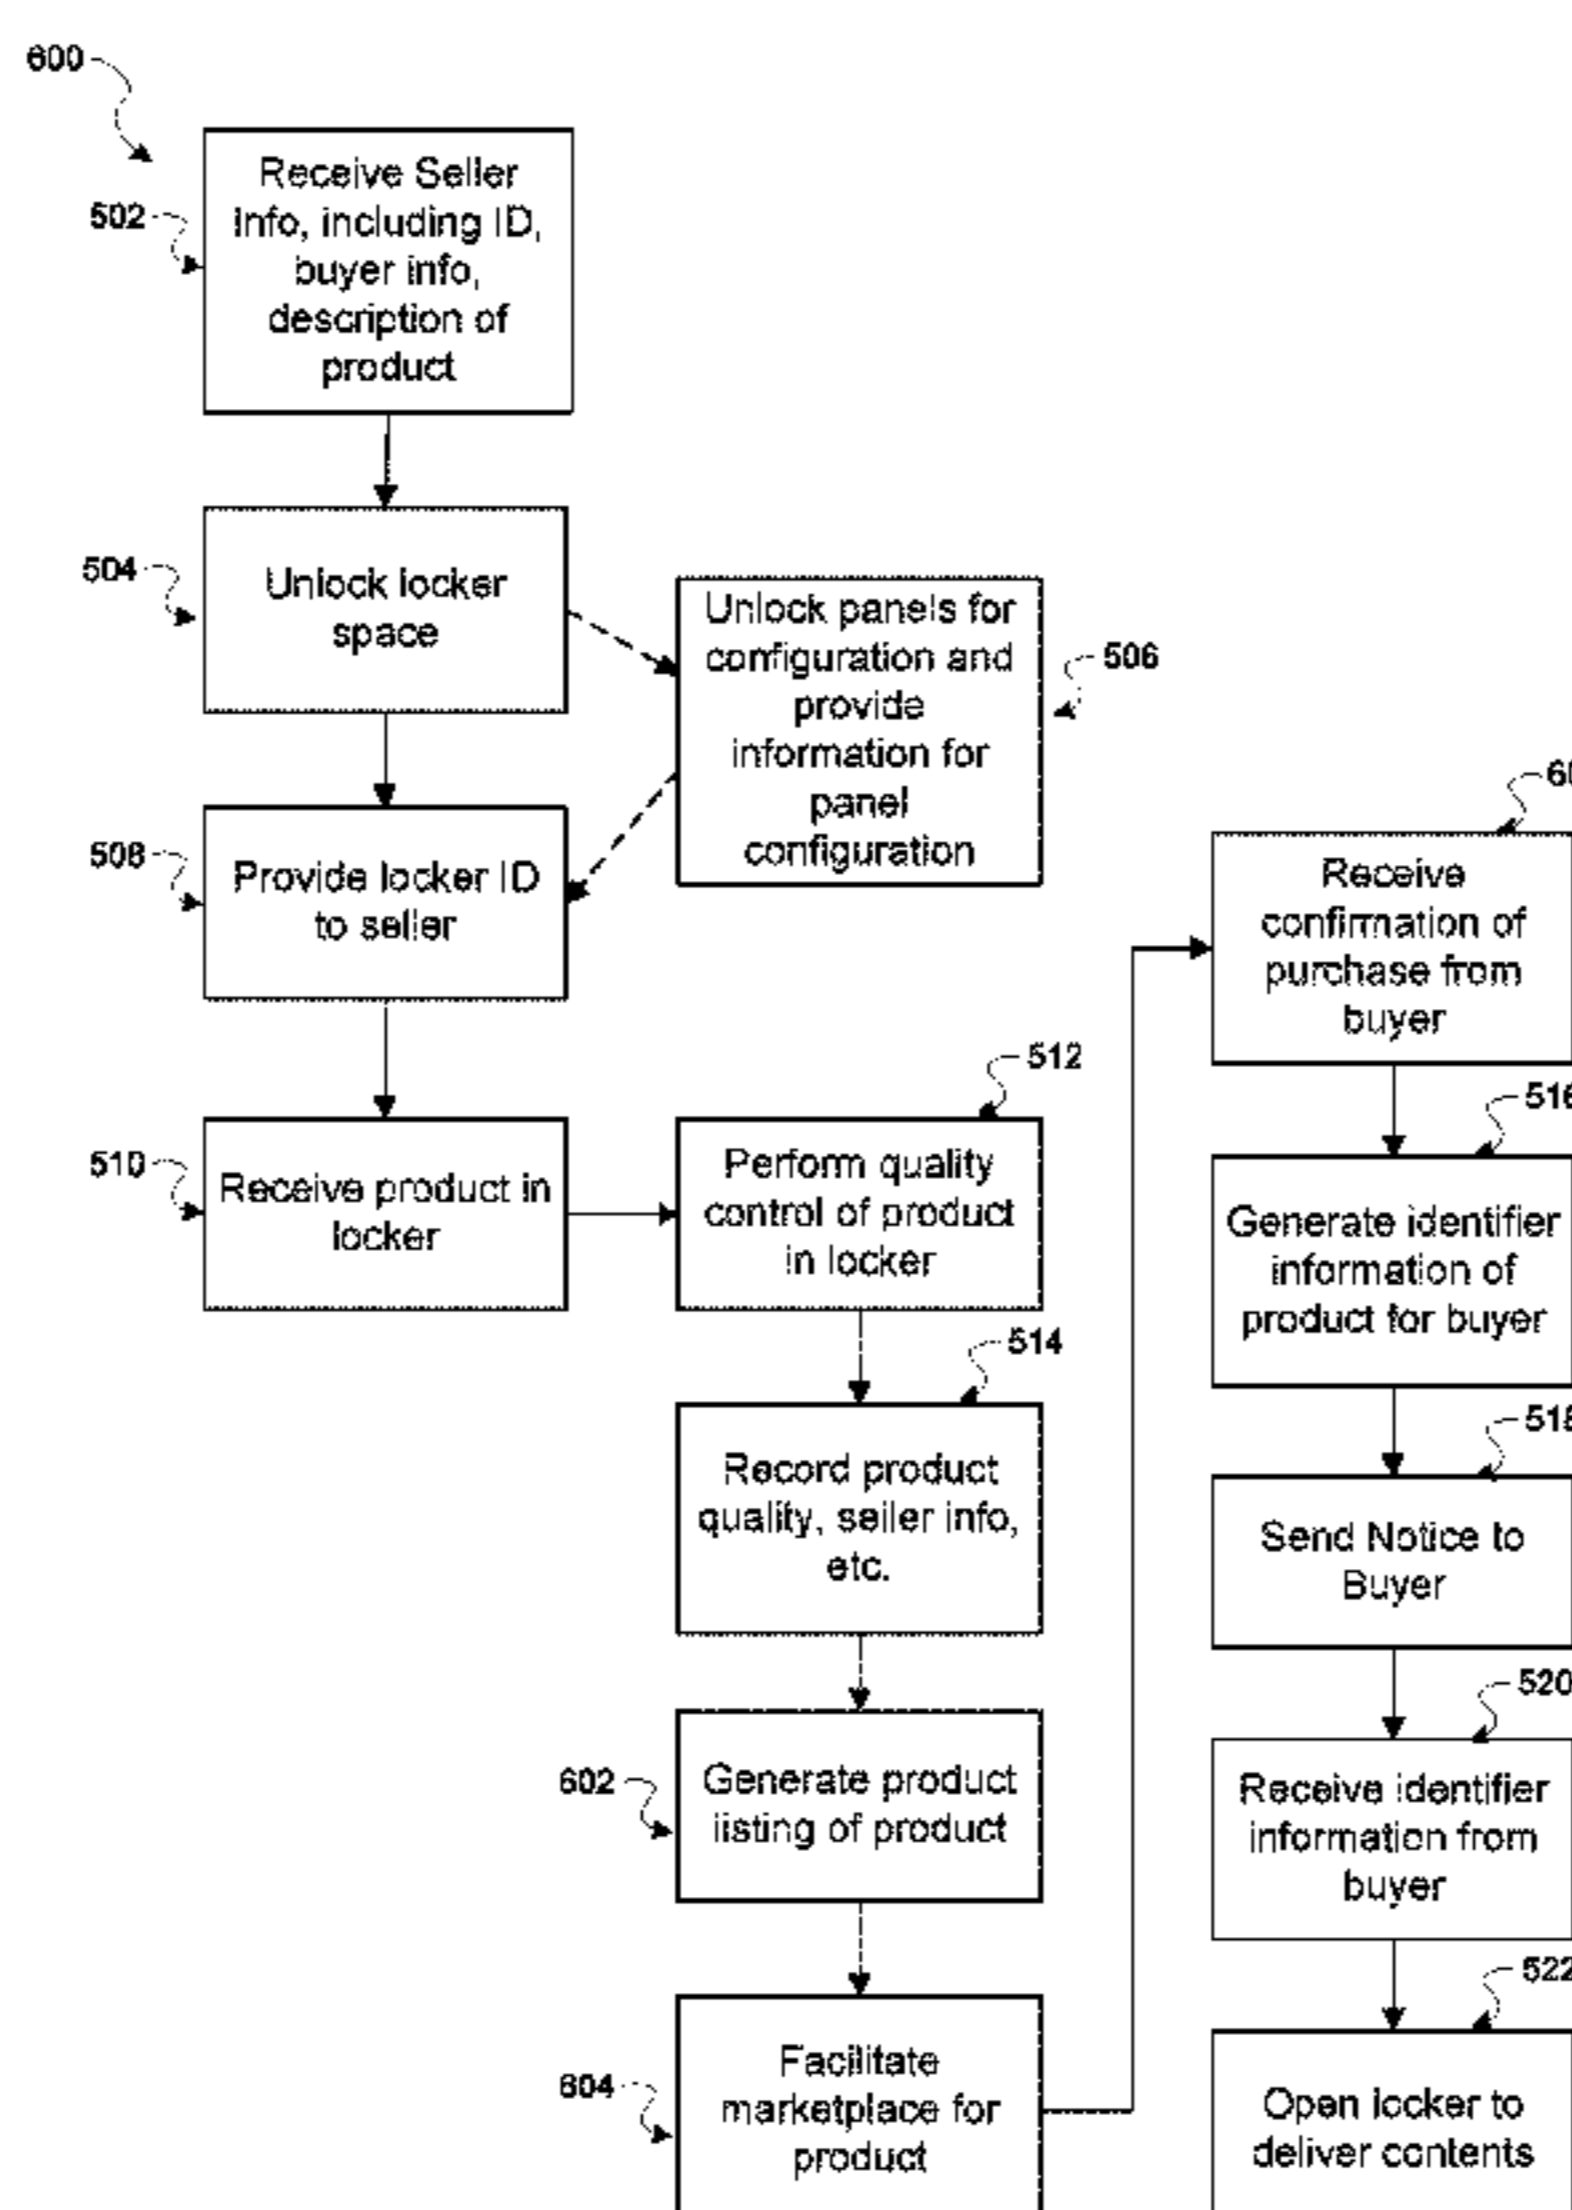 600
502
Receive Seller
Info, including ID,
buyer info,
description of
product
504
Unlock locker
space
Unlock panels for
configuration and
provide
information for
panel
configuration
506
508
Provide locker ID
to seller
510
Receive product in
locker
512
Perform quality
control of product
in locker
514
Record product
quality, seller info,
etc.
602
Generate product
listing of product
604
Facilitate
marketplace for
product
Receive
confirmation of
purchase from
buyer
516
Generate identifier
information of
product for buyer
518
Send Notice to
Buyer
520
Receive identifier
information from
buyer
522
Open locker to
deliver contents